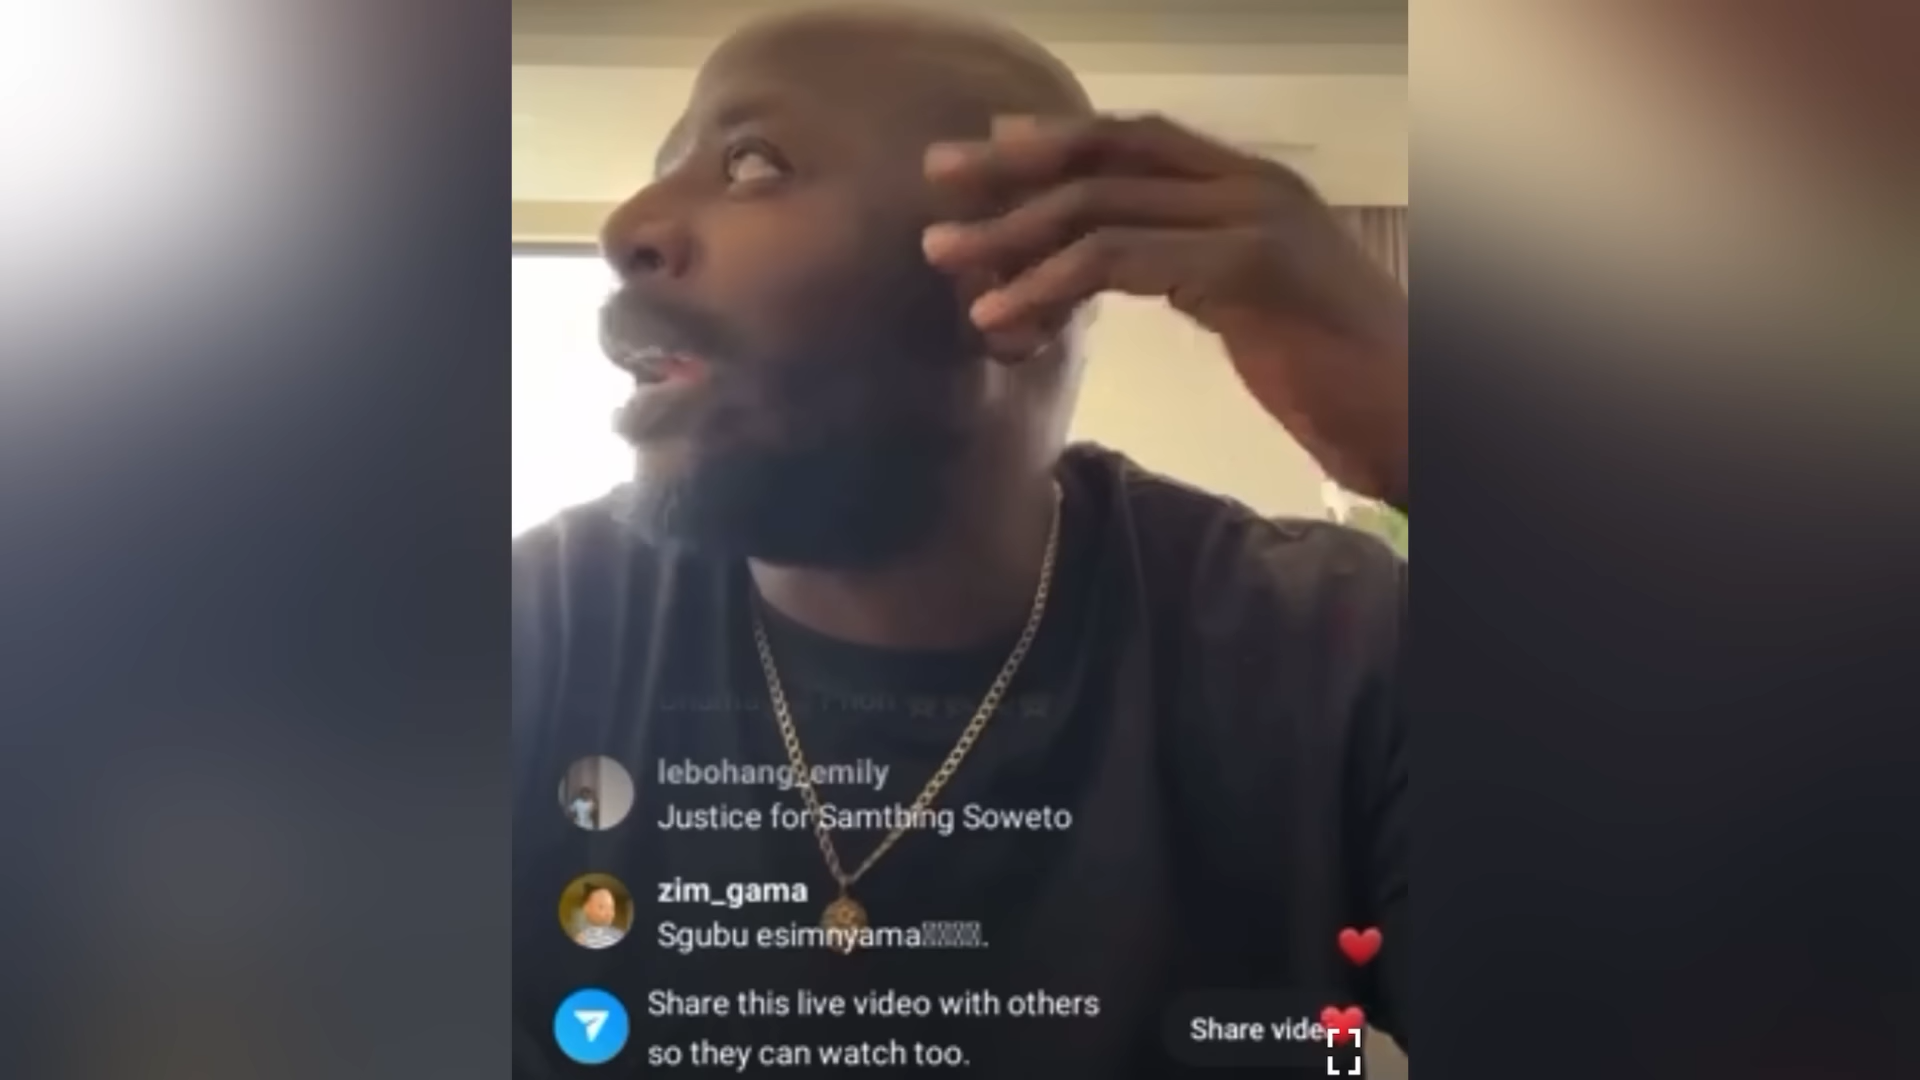 lebohang_emily
Justice for Samthing Soweto
zim_gama
Sgubu esimnyama
Share this live video with others
so they can watch too.
Share vide